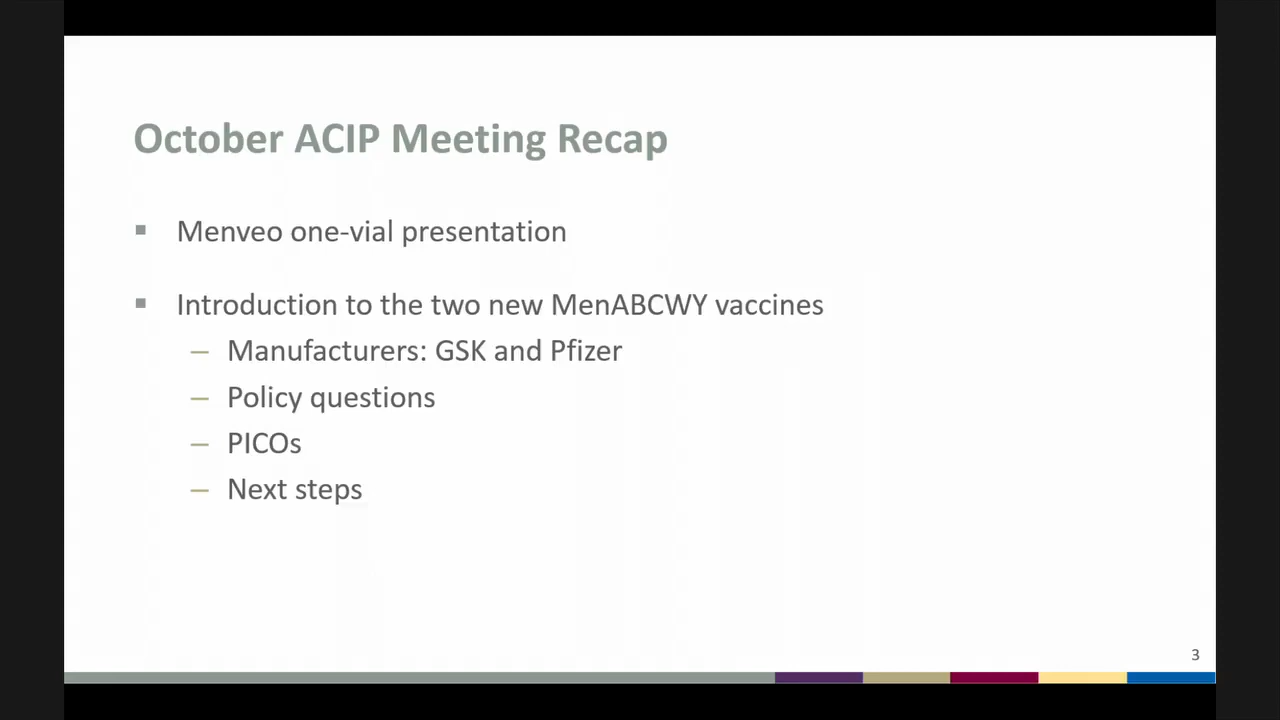 October ACIP Meeting Recap
▪ Menveo one-vial presentation
▪ Introduction to the two new MenABCWY vaccines
– Manufacturers: GSK and Pfizer
– Policy questions
– PICOs
– Next steps
3